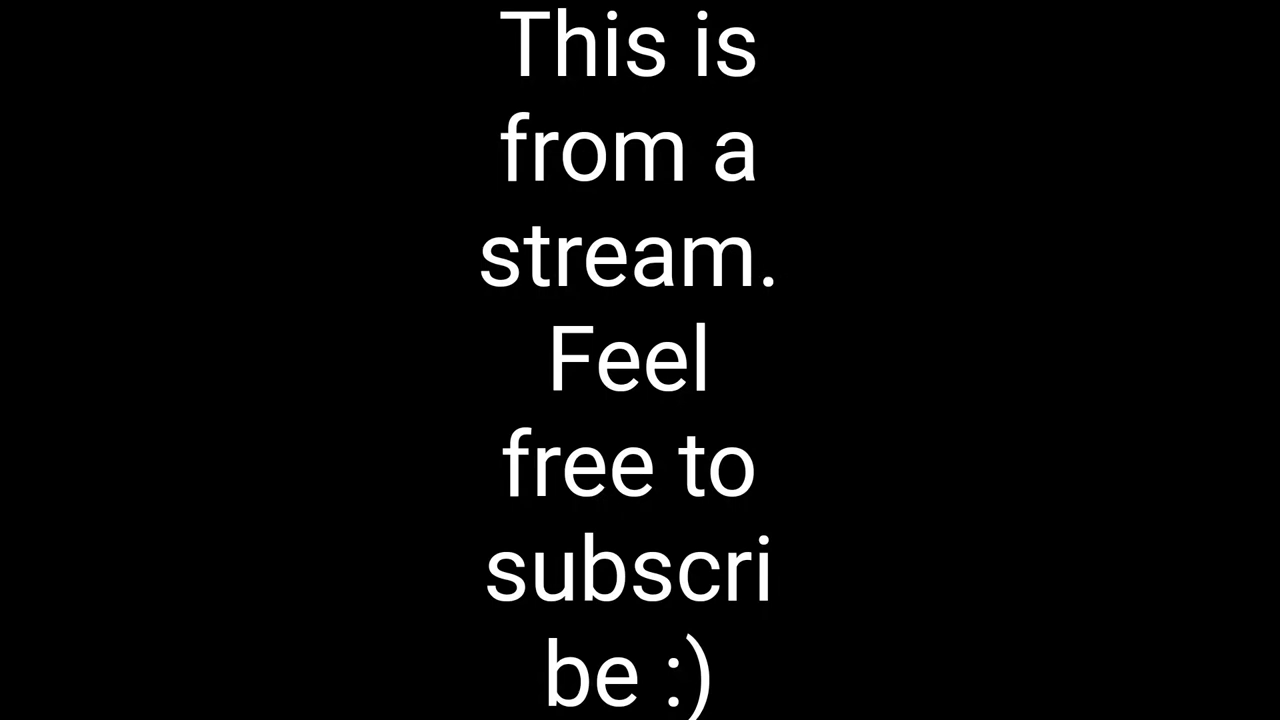 This is
from a
stream.
Feel
free to
subscri
be :)